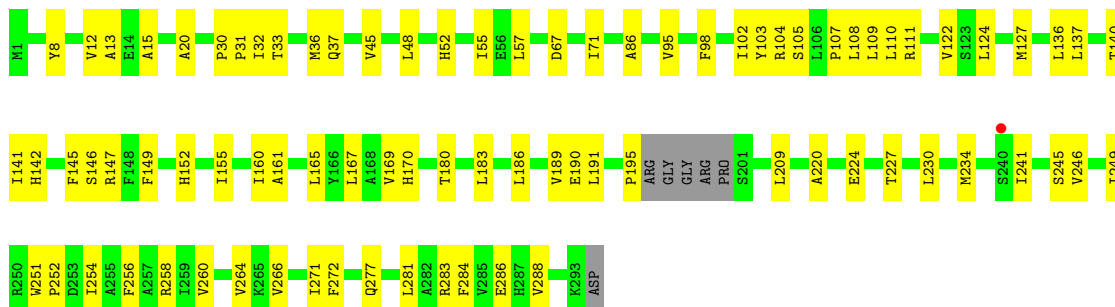 M1 Y8 V12 A13 E14 A15 A20 P30 P31 I32 T33 M36 Q37 V45 L48 H52 I55 E56 L57 D67 I71 A86 V95 F98 I102 Y103 R104 S105 L106 P107 L108 L109 L110 R111 V122 S123 L124 M127 L136 L137 T140
I141 H142 F145 S146 R147 F148 F149 H152 I155 I160 A161 L165 Y166 L167 A168 V169 H170 T180 L183 L186 V189 E190 L191 P195 ARG GLY GLY ARG PRO S201 L209 A220 E224 T227 L230 M234 S240 I241 S245 V246 I249
R250 W251 P252 D253 I254 A255 F256 A257 R258 I259 V260 V264 K265 V266 I271 F272 Q277 L281 A282 R283 F284 V285 E286 H287 V288 K293 ASP